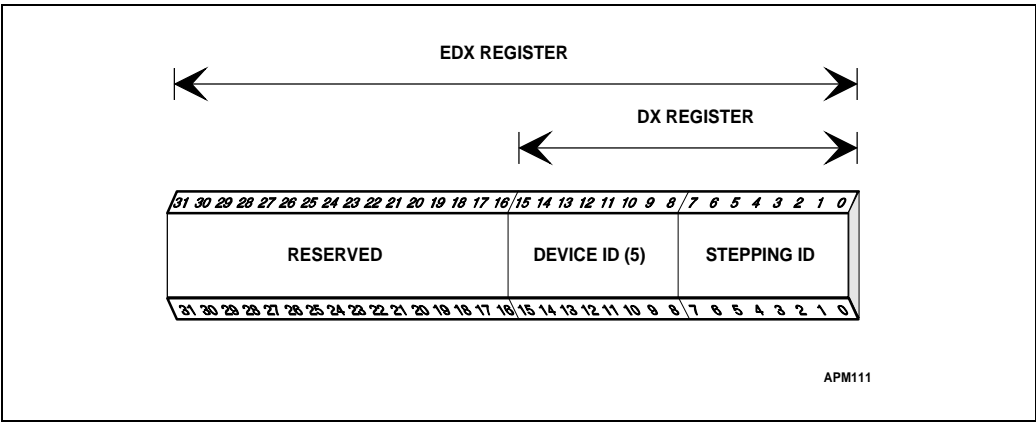 EDX REGISTER
DX REGISTER
31 30 29 28 27 26 25 24 23 22 21 20 19 18 17 16 15 14 13 12 11 10 9 8 7 6 5 4 3 2 1 0
RESERVED DEVICE ID (5) STEPPING ID
31 30 29 28 27 26 25 24 23 22 21 20 19 18 17 16 15 14 13 12 11 10 9 8 7 6 5 4 3 2 1 0
APM111